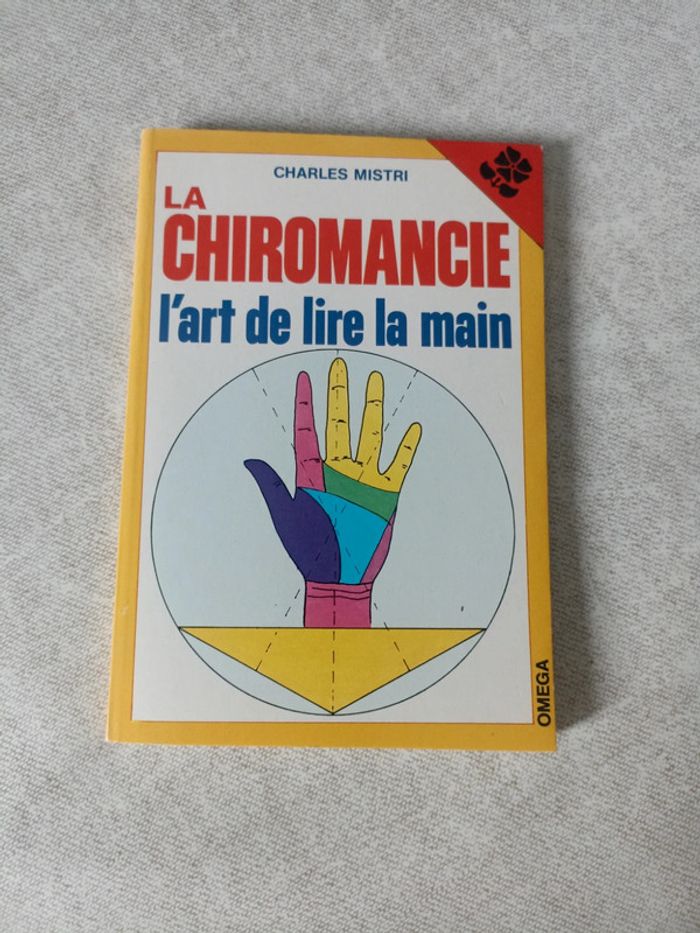 CHARLES MISTRI
LA
CHIROMANCIE
l'art de lire la main
OMEGA